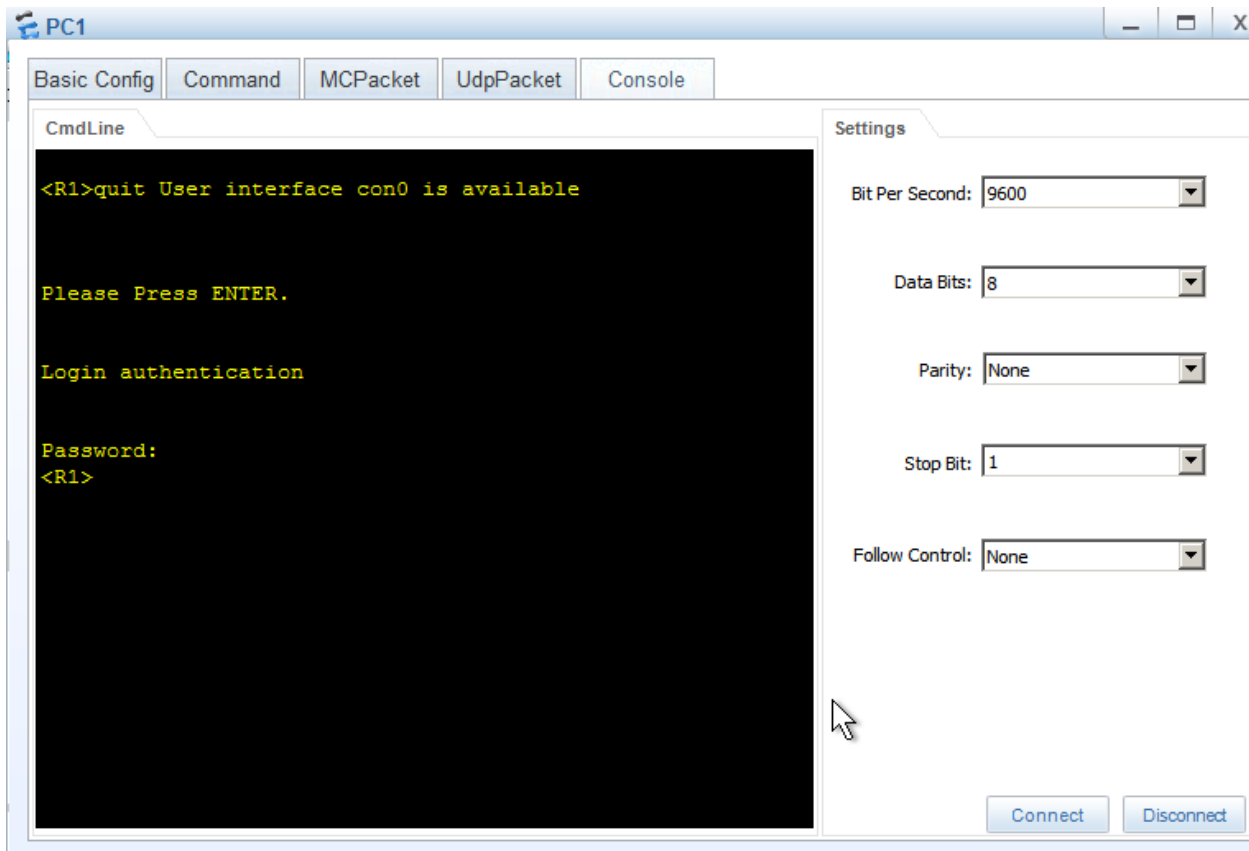 PC1
X
Basic Config Command MCPacket UdpPacket Console
CmdLine
<R1>quit User interface con0 is available
Please Press ENTER.
Login authentication
Password:
<R1>
Settings
Bit Per Second: 9600
Data Bits: 8
Parity: None
Stop Bit: 1
Follow Control: None
Connect Disconnect